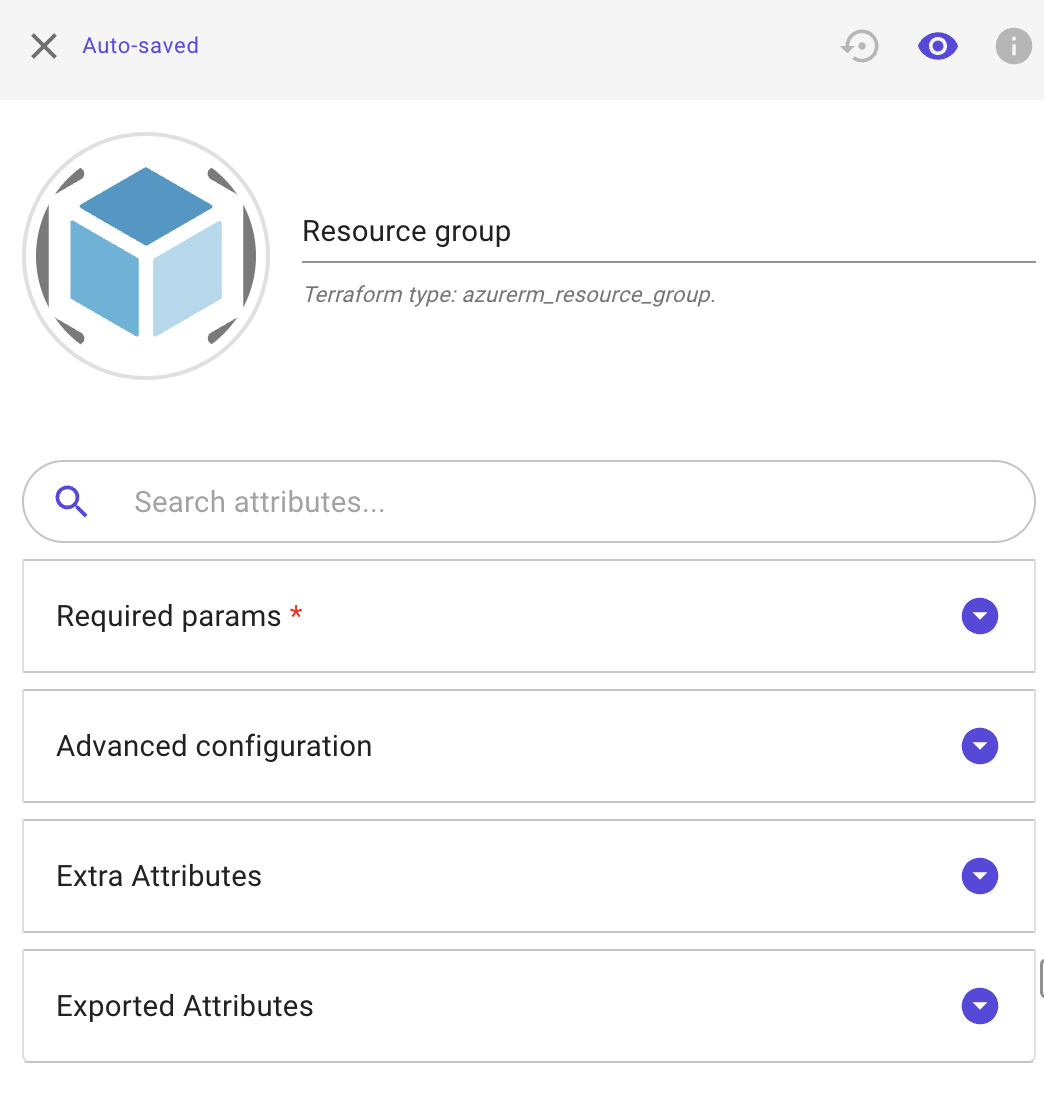 Auto-saved
Resource group
Terraform type: azurerm_resource_group.
Search attributes...
Required params *
Advanced configuration
Extra Attributes
Exported Attributes